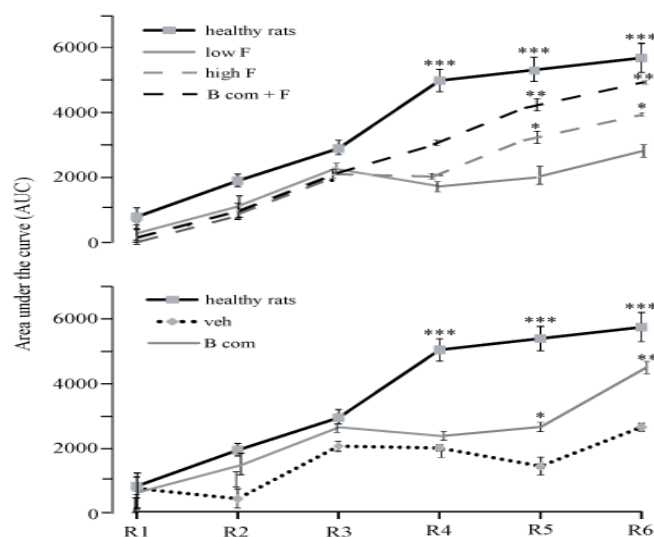 6000
4000
2000
0
healthy rats
low F
high F
B com + F
***
***
***
**
**
*
*
Area under the curve (AUC)
6000
4000
2000
0
healthy rats
veh
B com
***
***
***
*
**
R1
R2
R3
R4
R5
R6